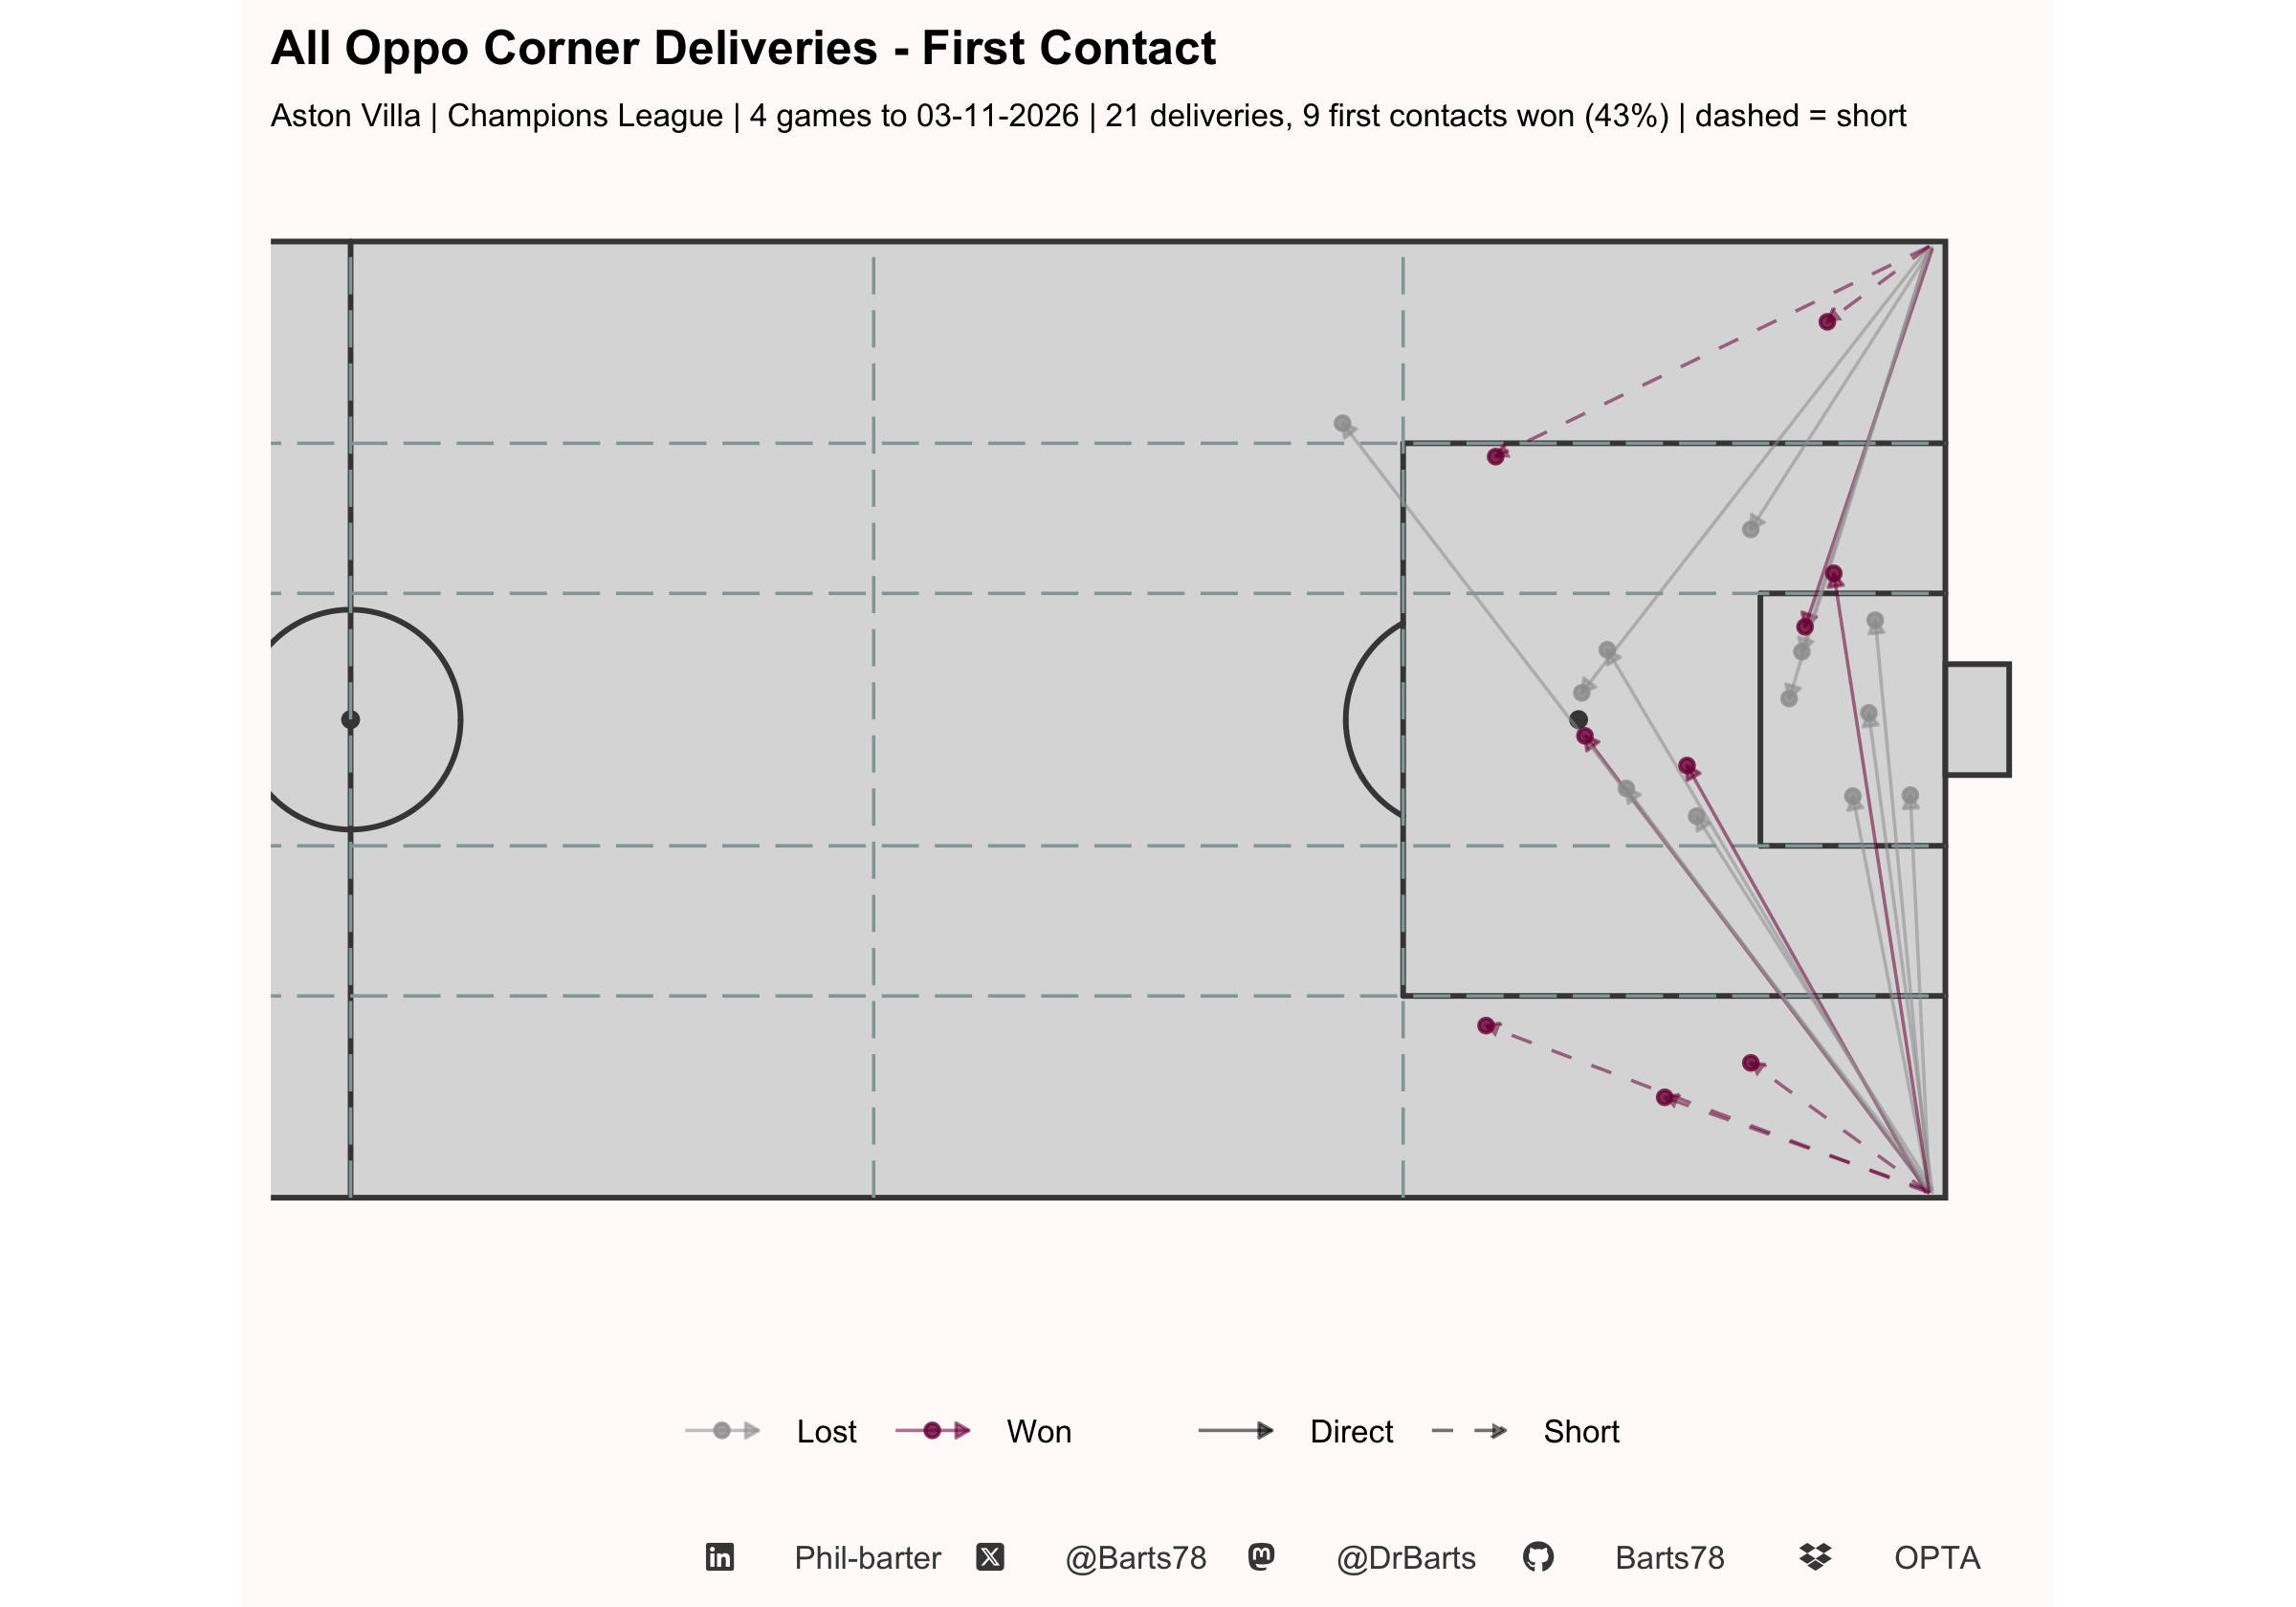 All Oppo Corner Deliveries - First Contact
Aston Villa | Champions League | 4 games to 03-11-2026 | 21 deliveries, 9 first contacts won (43%) | dashed = short
Lost Won Direct Short
Phil-barter @Barts78 @DrBarts Barts78 OPTA